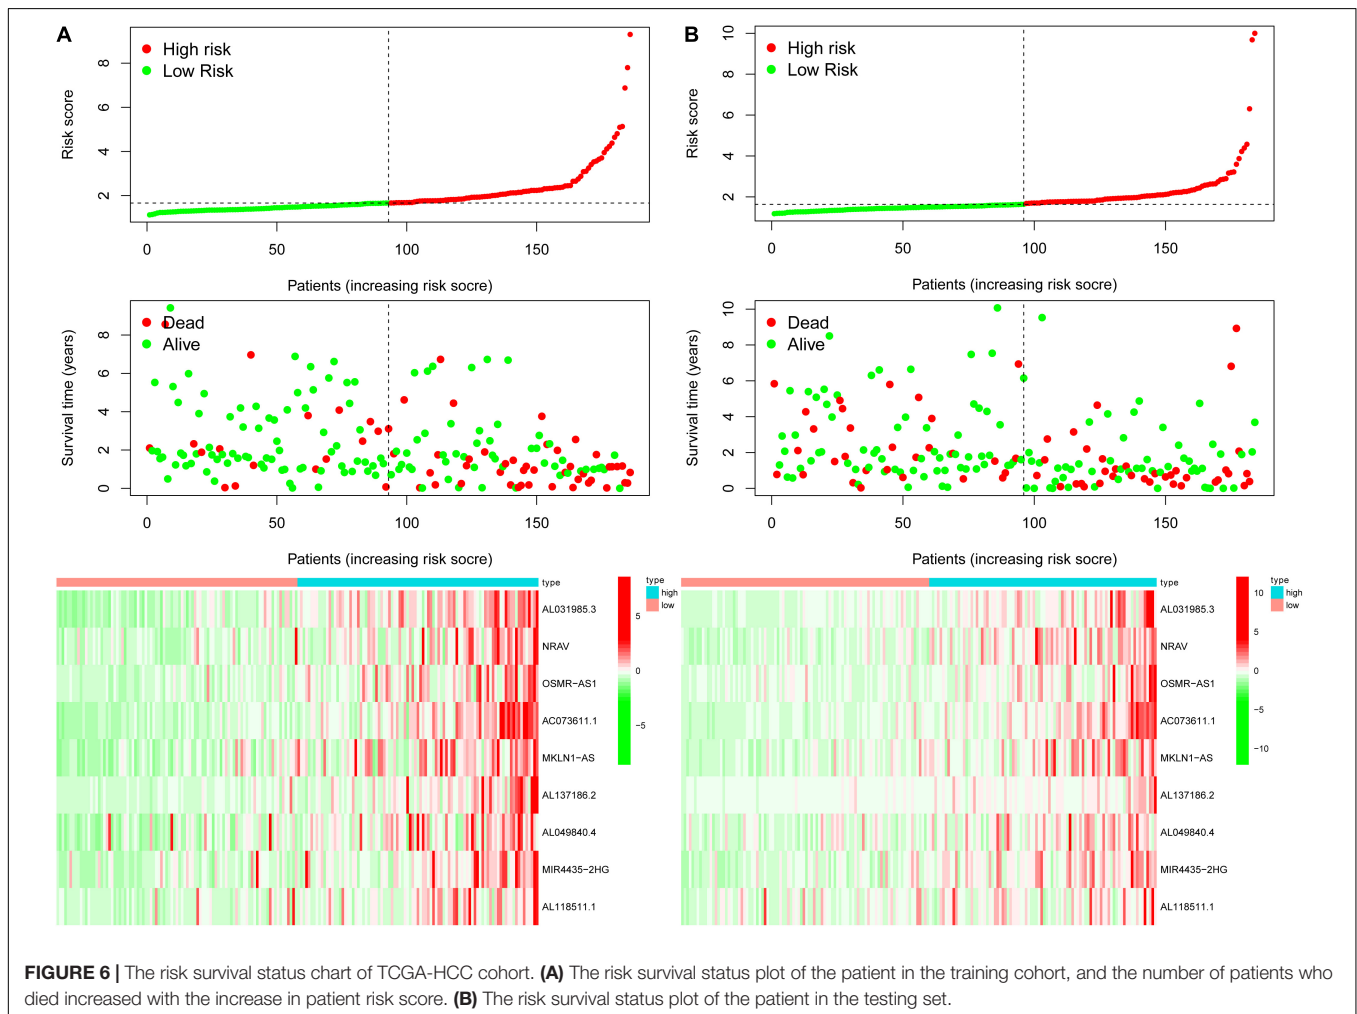 A
High risk
Low Risk
Risk score
8
6
4
2
0
50
100
150
Patients (increasing risk socre)
Dead
Alive
Survival time (years)
8
6
4
2
0
0
50
100
150
Patients (increasing risk socre)
type
AL031985.3
NRAV
OSMR−AS1
AC073611.1
MKLN1−AS
AL137186.2
AL049840.4
MIR4435−2HG
AL118511.1
5
0
−5
type
high
low
B
High risk
Low Risk
Risk score
10
8
6
4
2
0
50
100
150
Patients (increasing risk socre)
Dead
Alive
Survival time (years)
10
8
6
4
2
0
0
50
100
150
Patients (increasing risk socre)
type
AL031985.3
NRAV
OSMR−AS1
AC073611.1
MKLN1−AS
AL137186.2
AL049840.4
MIR4435−2HG
AL118511.1
10
5
0
−5
−10
type
high
low
FIGURE 6 | The risk survival status chart of TCGA-HCC cohort. (A) The risk survival status plot of the patient in the training cohort, and the number of patients who
died increased with the increase in patient risk score. (B) The risk survival status plot of the patient in the testing set.